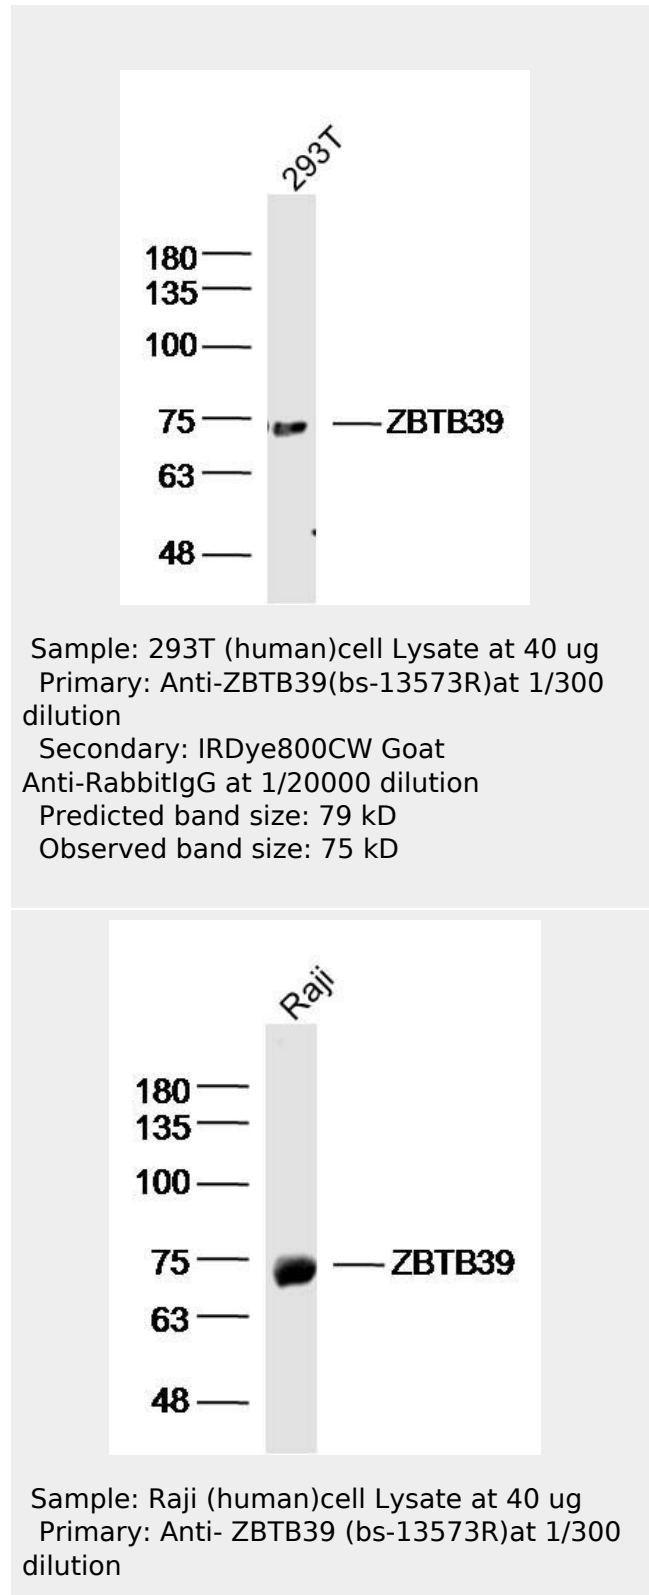 293T
180
135
100
75
ZBTB39
63
48
Sample: 293T (human)cell Lysate at 40 ug
Primary: Anti-ZBTB39(bs-13573R)at 1/300
dilution
Secondary: IRDye800CW Goat
Anti-RabbitIgG at 1/20000 dilution
Predicted band size: 79 kD
Observed band size: 75 kD
Raji
180
135
100
75
ZBTB39
63
48
Sample: Raji (human)cell Lysate at 40 ug
Primary: Anti- ZBTB39 (bs-13573R)at 1/300
dilution